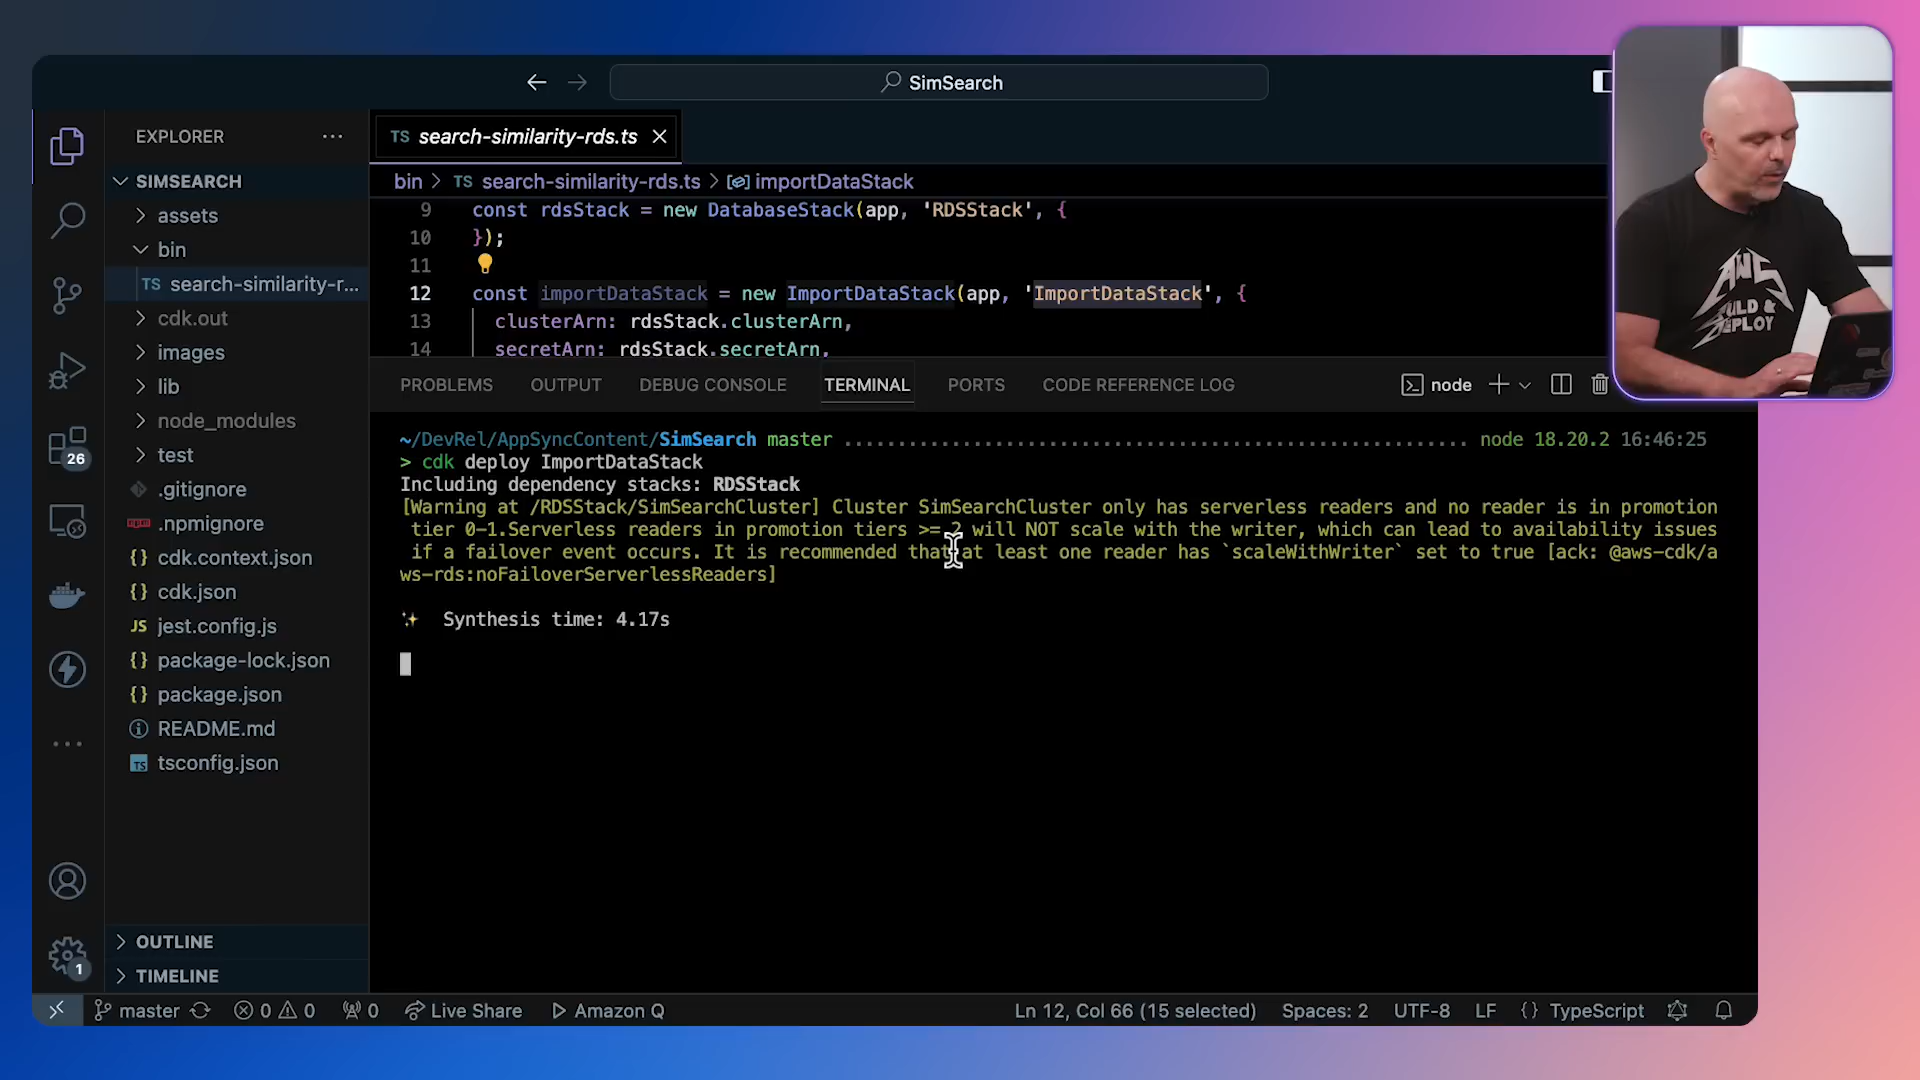 SimSearch
EXPLORER
TS search-similarity-rds.ts
SIMSEARCH
assets
bin
TS search-similarity-r...
cdk.out
images
lib
node_modules
test
.gitignore
.npmignore
{} cdk.context.json
{} cdk.json
JS jest.config.js
{} package-lock.json
{} package.json
README.md
TS tsconfig.json
OUTLINE
TIMELINE
26
1
bin > TS search-similarity-rds.ts > importDataStack
9 const rdsStack = new DatabaseStack(app, 'RDSStack', {
10 });
11
12 const importDataStack = new ImportDataStack(app, 'ImportDataStack', {
13 clusterArn: rdsStack.clusterArn,
14 secretArn: rdsStack.secretArn,
PROBLEMS OUTPUT DEBUG CONSOLE TERMINAL PORTS CODE REFERENCE LOG node
~/DevRel/AppSyncContent/SimSearch master node 18.20.2 16:46:25
> cdk deploy ImportDataStack
Including dependency stacks: RDSStack
[Warning at /RDSStack/SimSearchCluster] Cluster SimSearchCluster only has serverless readers and no reader is in promotion
tier 0-1.Serverless readers in promotion tiers >= 2 will NOT scale with the writer, which can lead to availability issues
if a failover event occurs. It is recommended that at least one reader has `scaleWithWriter` set to true [ack: @aws-cdk/a
ws-rds:noFailoverServerlessReaders]
✨ Synthesis time: 4.17s
master 0 0 0 Live Share Amazon Q Ln 12, Col 66 (15 selected) Spaces: 2 UTF-8 LF {} TypeScript
AWS
BUILD &
DEPLOY